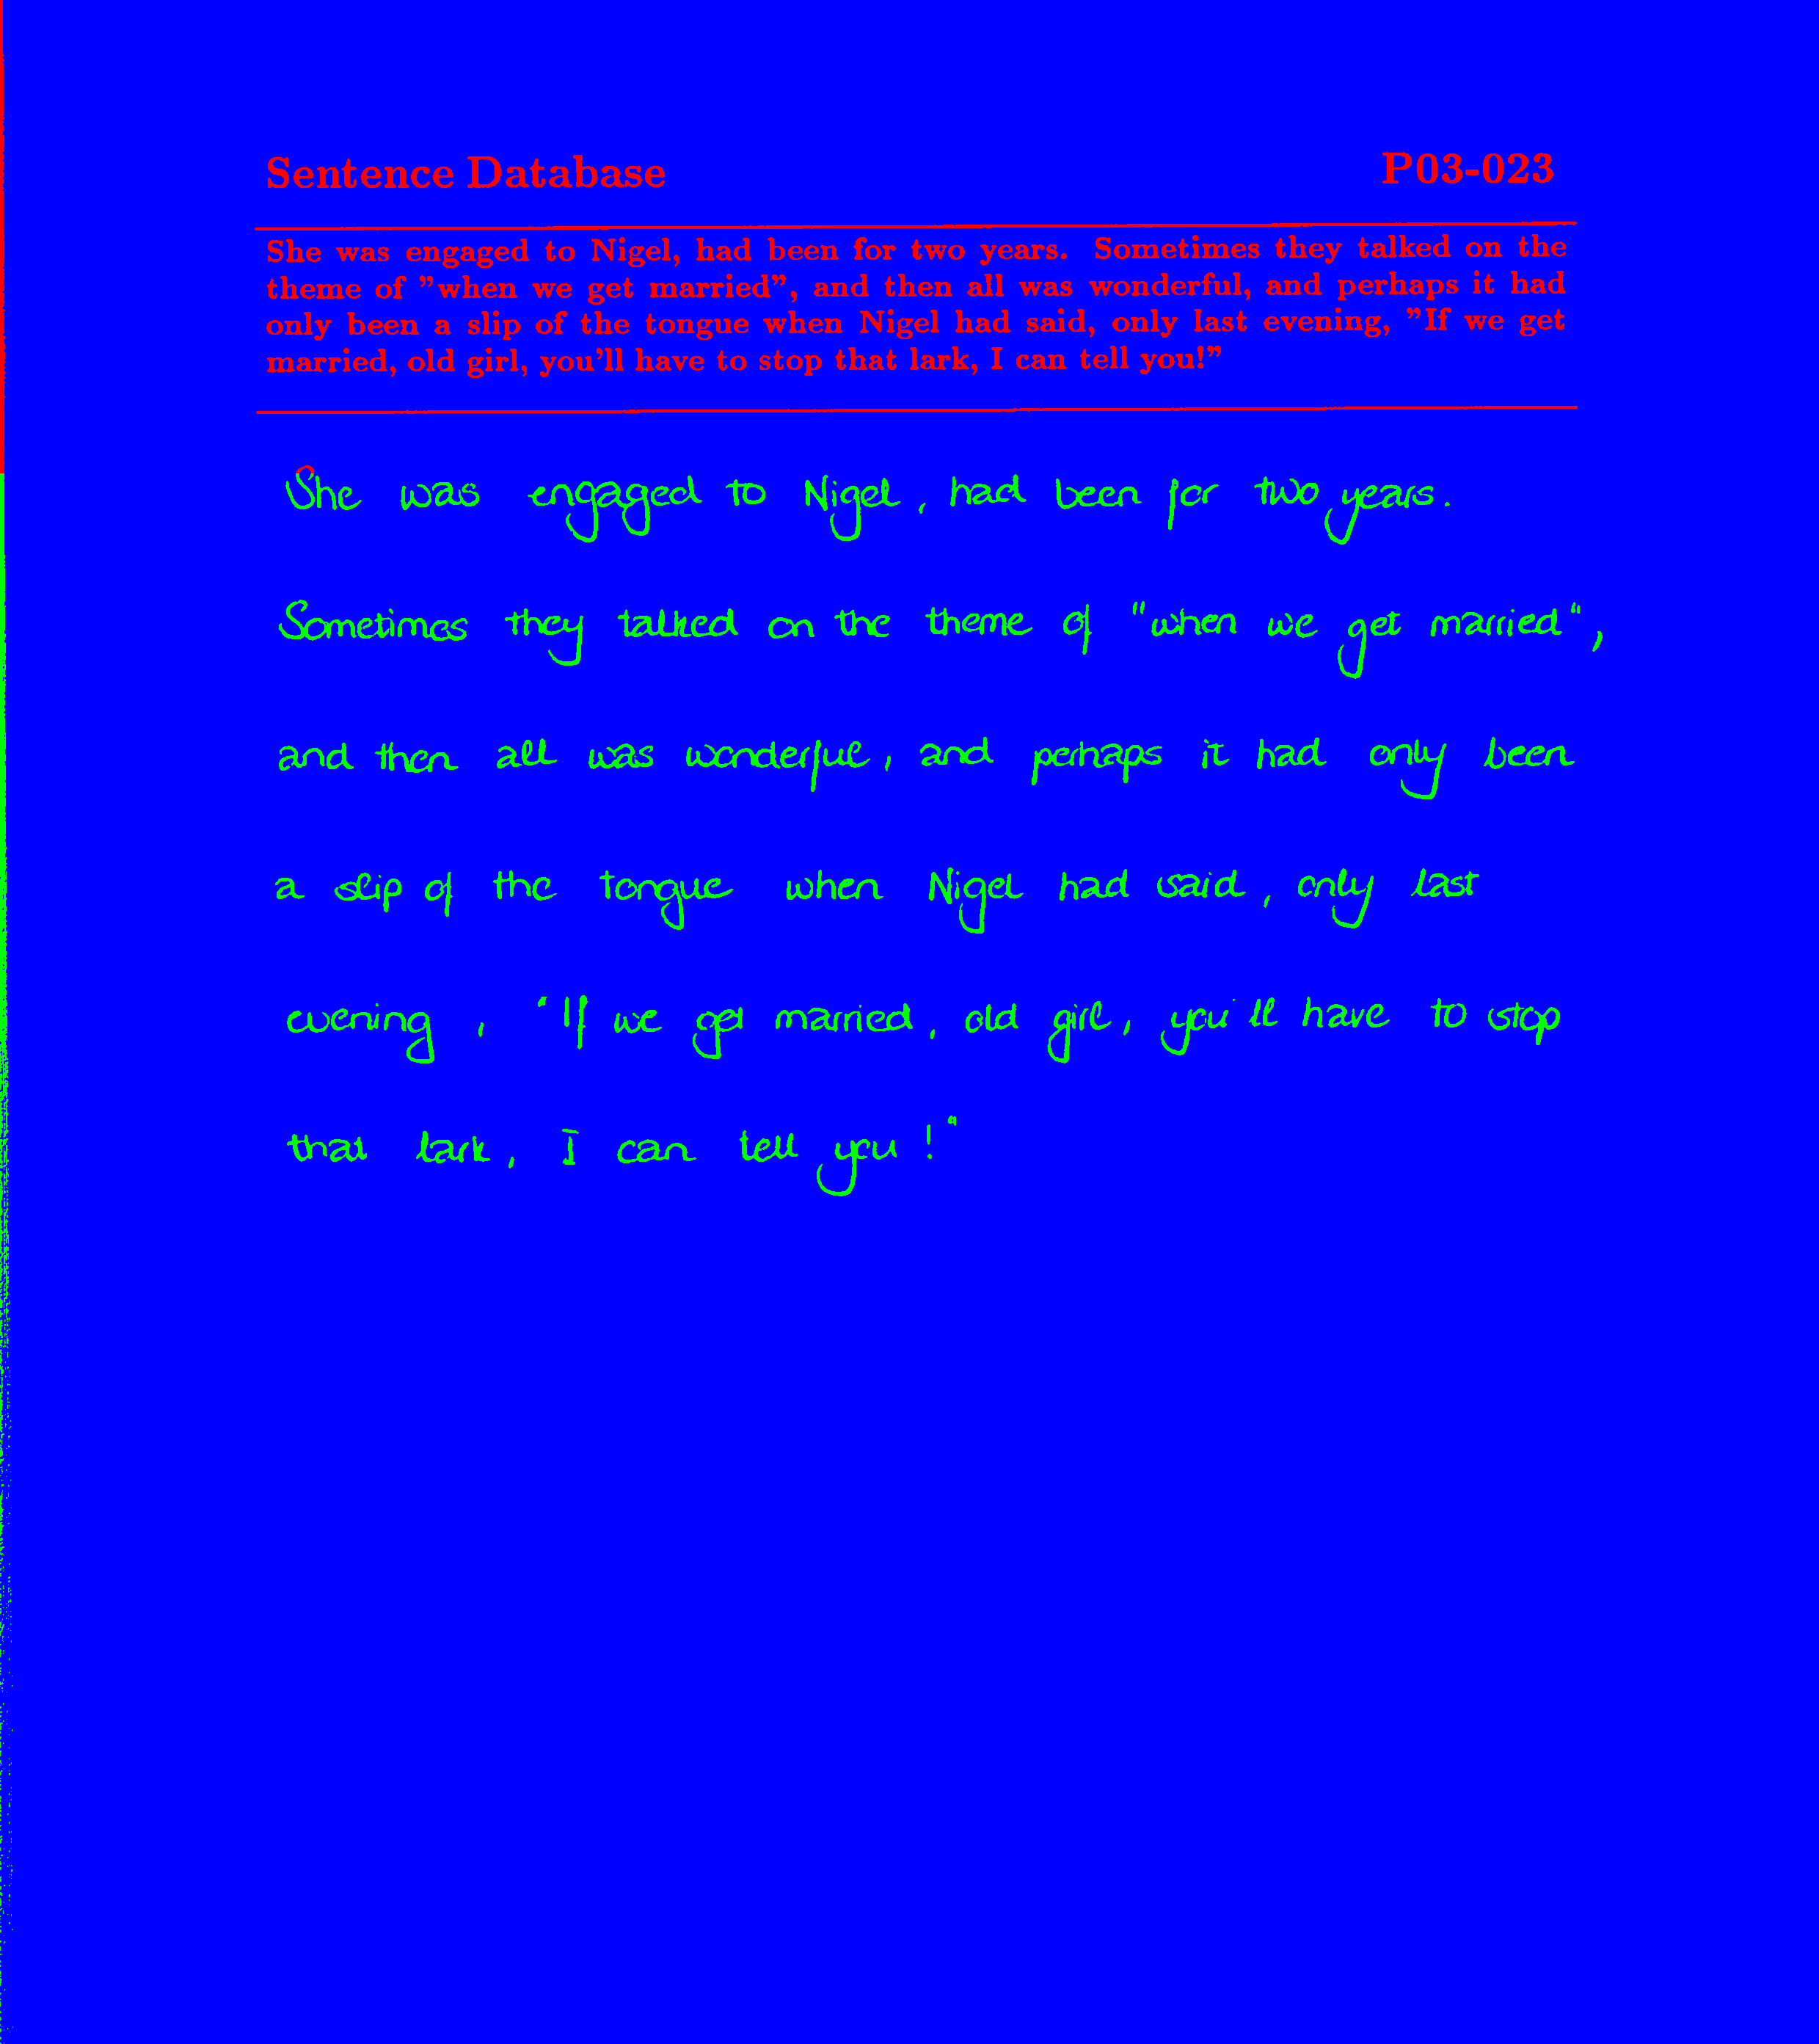 Sentence Database P03-023
She was engaged to Nigel, had been for two years. Sometimes they talked on the
theme of "when we get married", and then all was wonderful, and perhaps it had
only been a slip of the tongue when Nigel had said, only last evening, "If we get
married, old girl, you'll have to stop that lark, I can tell you!"
She was engaged to Nigel, had been for two years.
Sometimes they talked on the theme of "when we get married",
and then all was wonderful, and perhaps it had only been
a slip of the tongue when Nigel had said, only last
evening, "If we get married, old girl, you'll have to stop
that lark, I can tell you!"